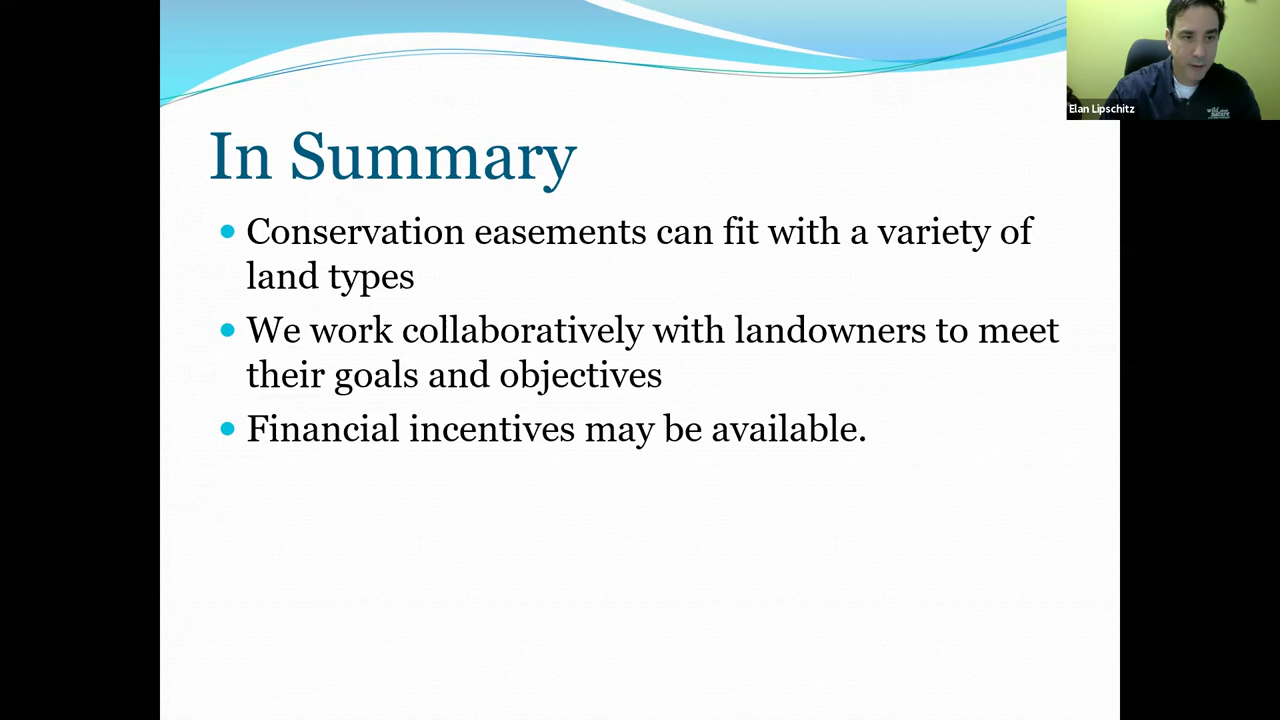 Elan Lipschitz
In Summary
Conservation easements can fit with a variety of
land types
We work collaboratively with landowners to meet
their goals and objectives
Financial incentives may be available.